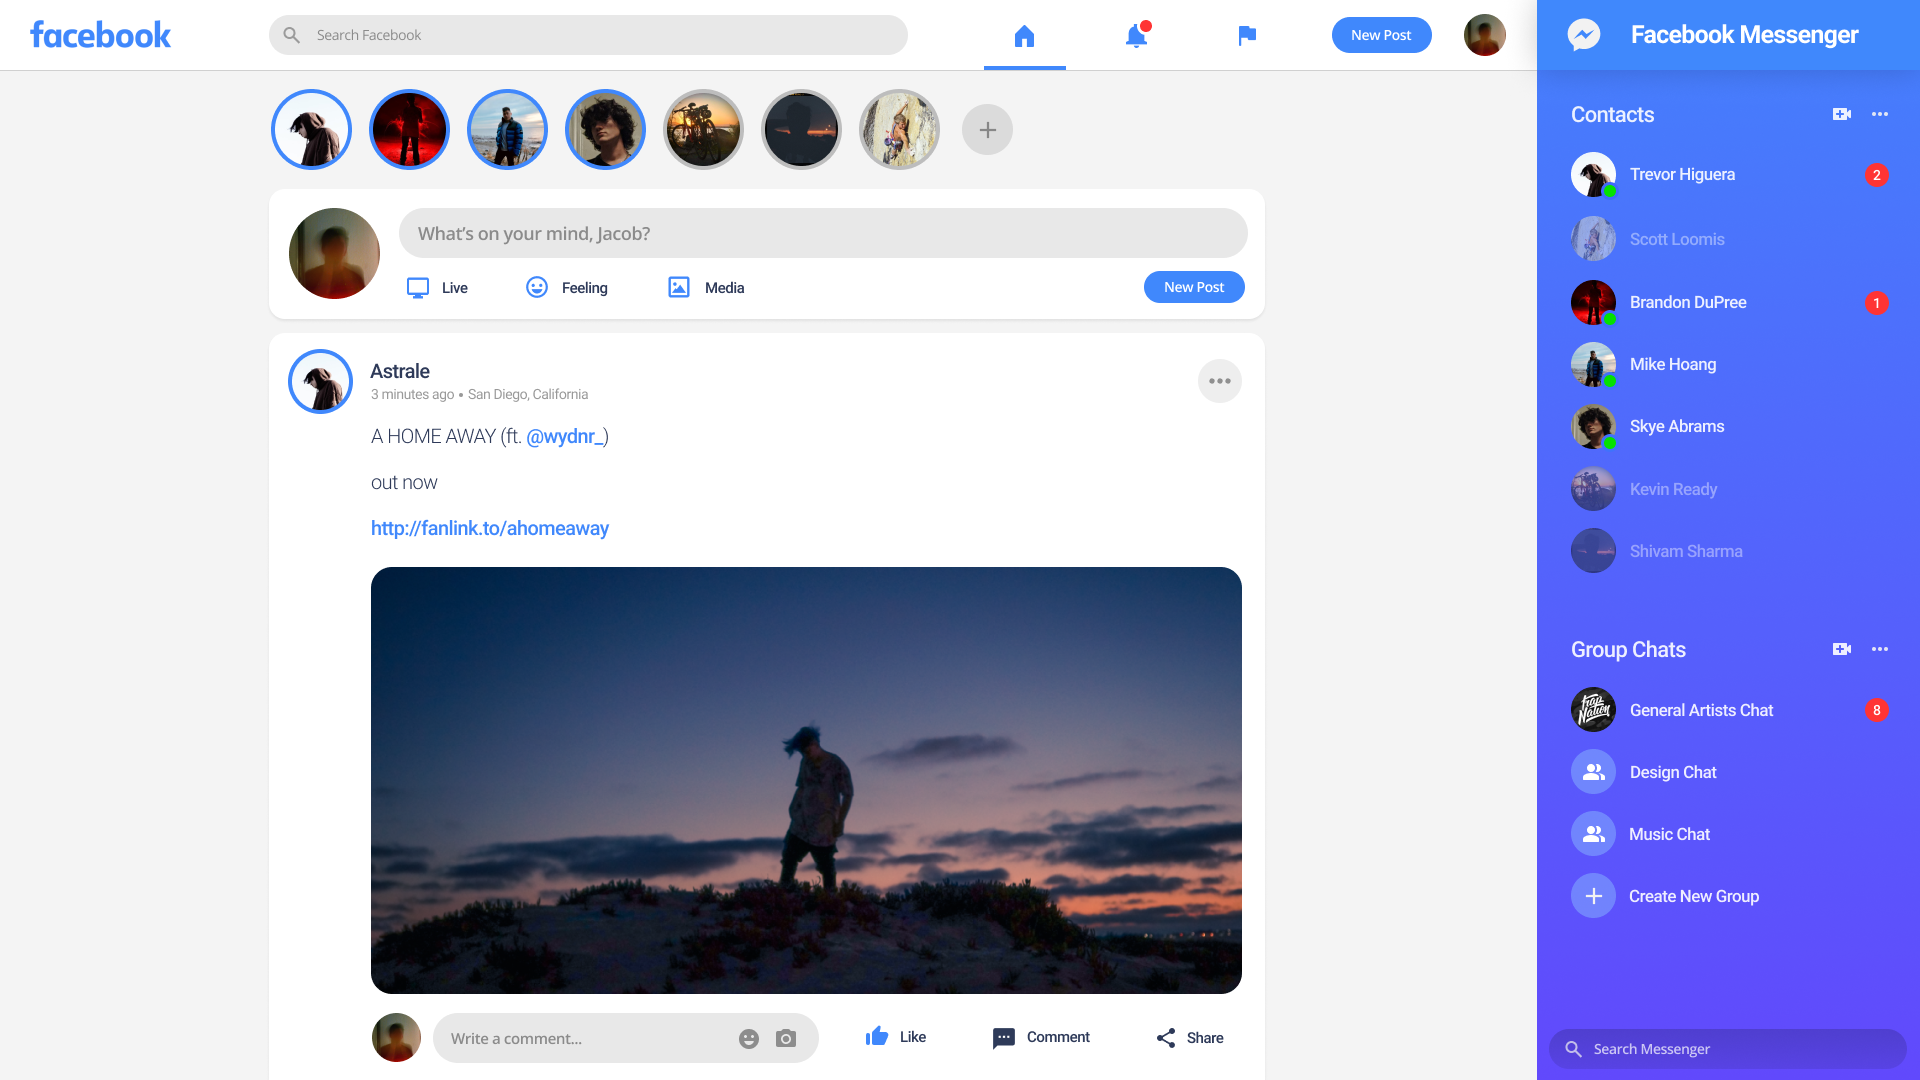 facebook
Search Facebook
New Post
Facebook Messenger
What's on your mind, Jacob?
Live
Feeling
Media
New Post
Astrale
3 minutes ago • San Diego, California
A HOME AWAY (ft. @wydnr_)
out now
http://fanlink.to/ahomeaway
Write a comment...
Like
Comment
Share
Contacts
Trevor Higuera
2
Scott Loomis
Brandon DuPree
1
Mike Hoang
Skye Abrams
Kevin Ready
Shivam Sharma
Group Chats
Trap
Nation
General Artists Chat
8
Design Chat
Music Chat
Create New Group
Search Messenger